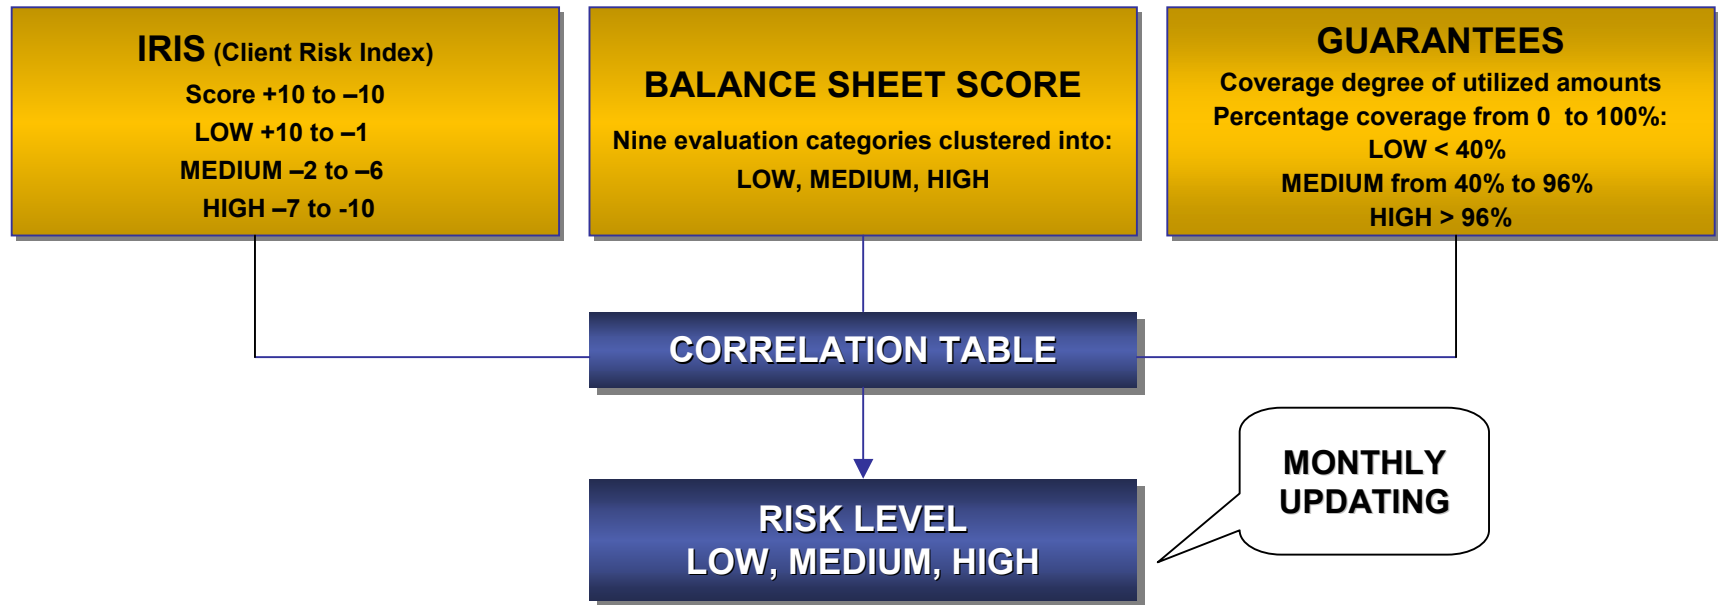 IRIS (Client Risk Index)
Score +10 to –10
LOW +10 to –1
MEDIUM –2 to –6
HIGH –7 to -10
BALANCE SHEET SCORE
Nine evaluation categories clustered into:
LOW, MEDIUM, HIGH
GUARANTEES
Coverage degree of utilized amounts
Percentage coverage from 0 to 100%:
LOW < 40%
MEDIUM from 40% to 96%
HIGH > 96%
CORRELATION TABLE
RISK LEVEL
LOW, MEDIUM, HIGH
MONTHLY
UPDATING